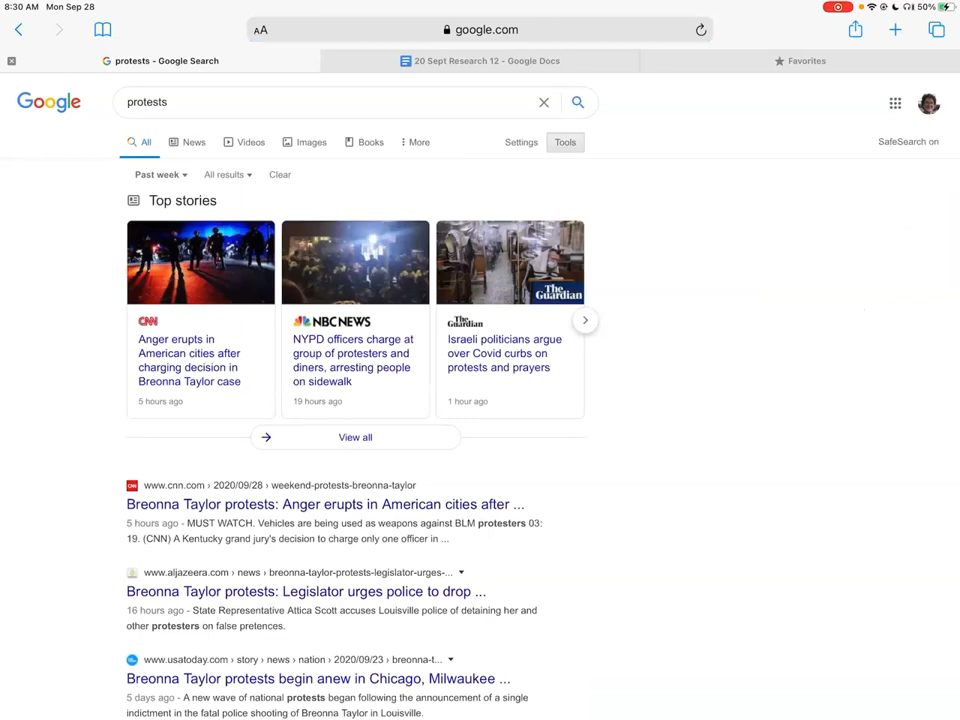 8:30 AM Mon Sep 28
50%
AA
google.com
protests - Google Search
20 Sept Research 12 - Google Docs
Favorites
Google
protests
All
News
Videos
Images
Books
More
Settings
Tools
SafeSearch on
Past week
All results
Clear
Top stories
The Guardian
CNN
NBC NEWS
The Guardian
Anger erupts in
American cities after
charging decision in
Breonna Taylor case
5 hours ago
NYPD officers charge at
group of protesters and
diners, arresting people
on sidewalk
19 hours ago
Israeli politicians argue
over Covid curbs on
protests and prayers
1 hour ago
View all
www.cnn.com › 2020/09/28 › weekend-protests-breonna-taylor
Breonna Taylor protests: Anger erupts in American cities after ...
5 hours ago - MUST WATCH. Vehicles are being used as weapons against BLM protesters 03:
19. (CNN) A Kentucky grand jury's decision to charge only one officer in ...
www.aljazeera.com › news › breonna-taylor-protests-legislator-urges-...
Breonna Taylor protests: Legislator urges police to drop ...
16 hours ago - State Representative Attica Scott accuses Louisville police of detaining her and
other protesters on false pretences.
www.usatoday.com › story › news › nation › 2020/09/23 › breonna-t...
Breonna Taylor protests begin anew in Chicago, Milwaukee ...
5 days ago - A new wave of national protests began following the announcement of a single
indictment in the fatal police shooting of Breonna Taylor in Louisville.